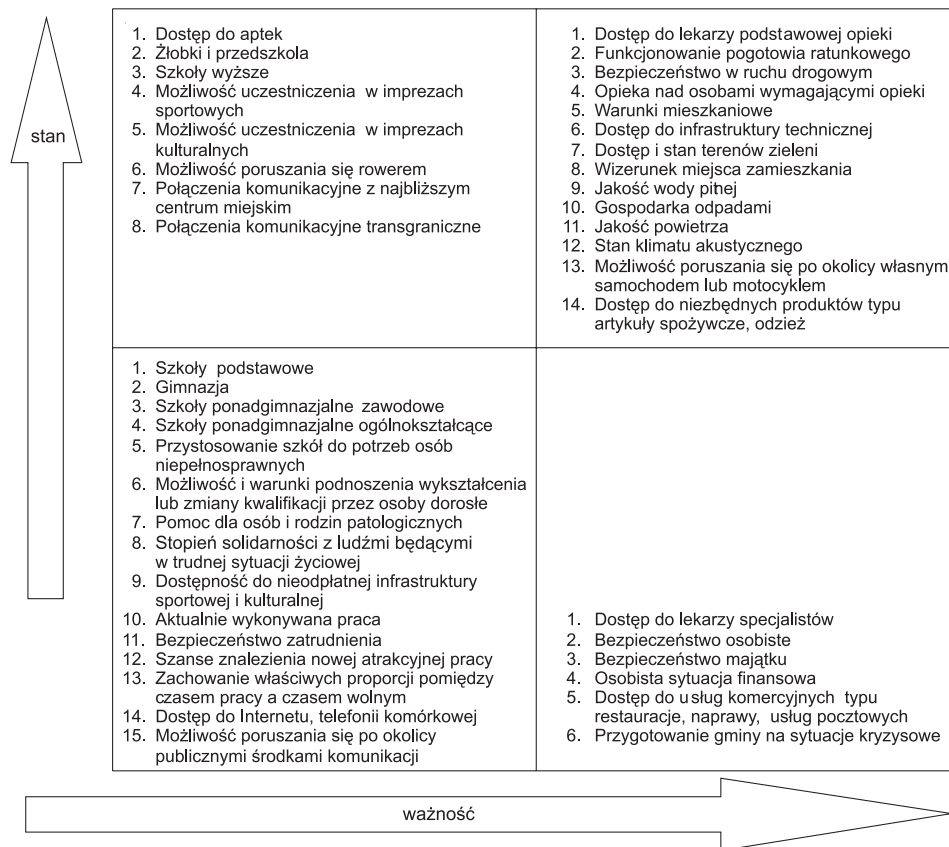 stan
1. Dostęp do aptek
2. Żłobki i przedszkola
3. Szkoły wyższe
4. Możliwość uczestniczenia w imprezach
sportowych
5. Możliwość uczestniczenia w imprezach
kulturalnych
6. Możliwość poruszania się rowerem
7. Połączenia komunikacyjne z najbliższym
centrum miejskim
8. Połączenia komunikacyjne transgraniczne
1. Dostęp do lekarzy podstawowej opieki
2. Funkcjonowanie pogotowia ratunkowego
3. Bezpieczeństwo w ruchu drogowym
4. Opieka nad osobami wymagającymi opieki
5. Warunki mieszkaniowe
6. Dostęp do infrastruktury technicznej
7. Dostęp i stan terenów zieleni
8. Wizerunek miejsca zamieszkania
9. Jakość wody pitnej
10. Gospodarka odpadami
11. Jakość powietrza
12. Stan klimatu akustycznego
13. Możliwość poruszania się po okolicy własnym
samochodem lub motocyklem
14. Dostęp do niezbędnych produktów typu
artykuły spożywcze, odzież
1. Szkoły podstawowe
2. Gimnazja
3. Szkoły ponadgimnazjalne zawodowe
4. Szkoły ponadgimnazjalne ogólnokształcące
5. Przystosowanie szkół do potrzeb osób
niepełnosprawnych
6. Możliwość i warunki podnoszenia wykształcenia
lub zmiany kwalifikacji przez osoby dorosłe
7. Pomoc dla osób i rodzin patologicznych
8. Stopień solidarności z ludźmi będącymi
w trudnej sytuacji życiowej
9. Dostępność do nieodpłatnej infrastruktury
sportowej i kulturalnej
10. Aktualnie wykonywana praca
11. Bezpieczeństwo zatrudnienia
12. Szanse znalezienia nowej atrakcyjnej pracy
13. Zachowanie właściwych proporcji pomiędzy
czasem pracy a czasem wolnym
14. Dostęp do Internetu, telefonii komórkowej
15. Możliwość poruszania się po okolicy
publicznymi środkami komunikacji
1. Dostęp do lekarzy specjalistów
2. Bezpieczeństwo osobiste
3. Bezpieczeństwo majątku
4. Osobista sytuacja finansowa
5. Dostęp do usług komercyjnych typu
restauracje, naprawy, usług pocztowych
6. Przygotowanie gminy na sytuacje kryzysowe
ważność